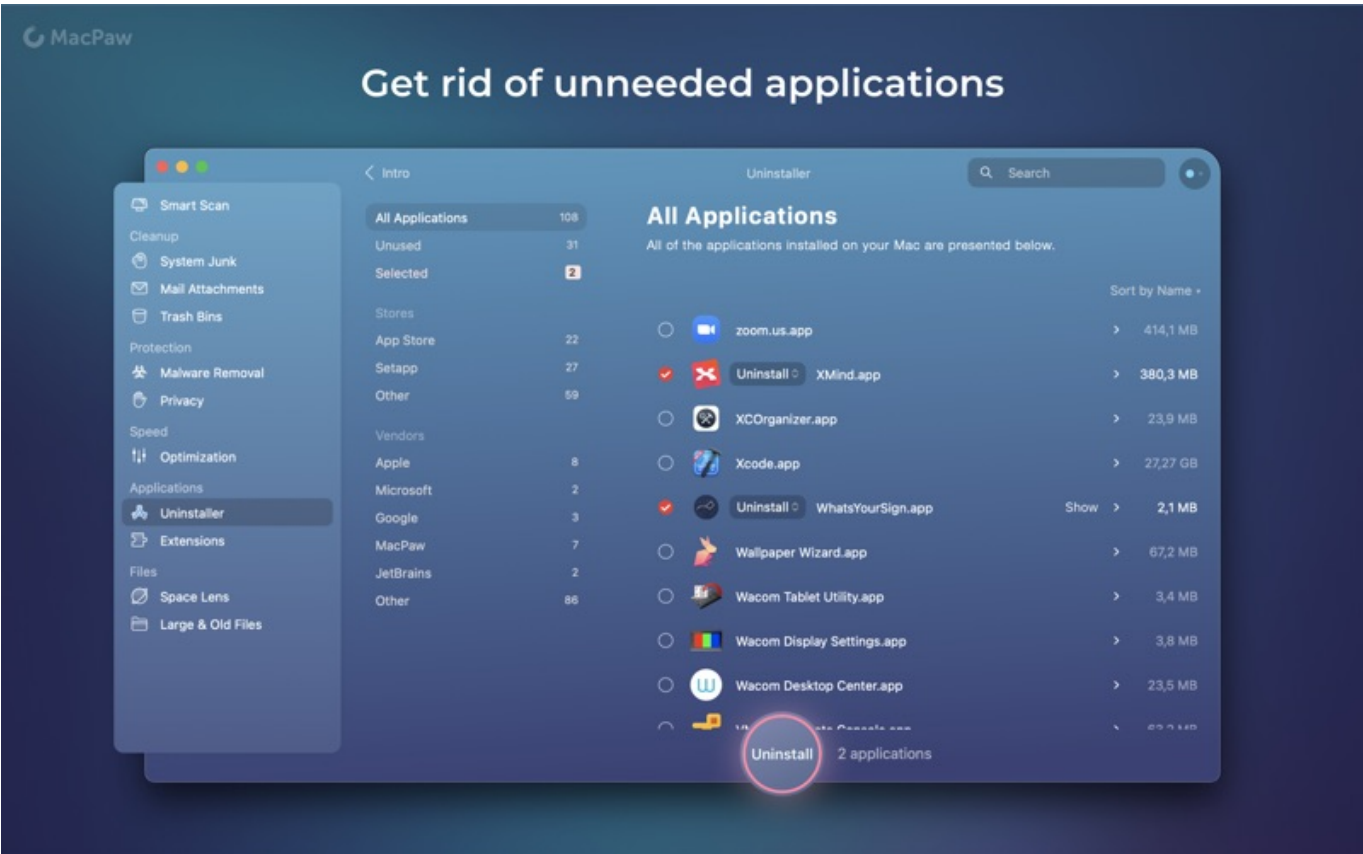 MacPaw
Get rid of unneeded applications
Intro
Uninstaller
Search
Smart Scan
Cleanup
System Junk
Mail Attachments
Trash Bins
Protection
Malware Removal
Privacy
Speed
Optimization
Applications
Uninstaller
Extensions
Files
Space Lens
Large & Old Files
All Applications 108
Unused 31
Selected 2
Stores
App Store 22
Setapp 27
Other 59
Vendors
Apple 8
Microsoft 2
Google 3
MacPaw 7
JetBrains 2
Other 86
All Applications
All of the applications installed on your Mac are presented below.
Sort by Name
zoom.us.app 414,1 MB
Uninstall XMind.app 380,3 MB
XCOrganizer.app 23,9 MB
Xcode.app 27,27 GB
Uninstall WhatsYourSign.app Show 2,1 MB
Wallpaper Wizard.app 67,2 MB
Wacom Tablet Utility.app 3,4 MB
Wacom Display Settings.app 3,8 MB
W Wacom Desktop Center.app 23,5 MB
Uninstall 2 applications